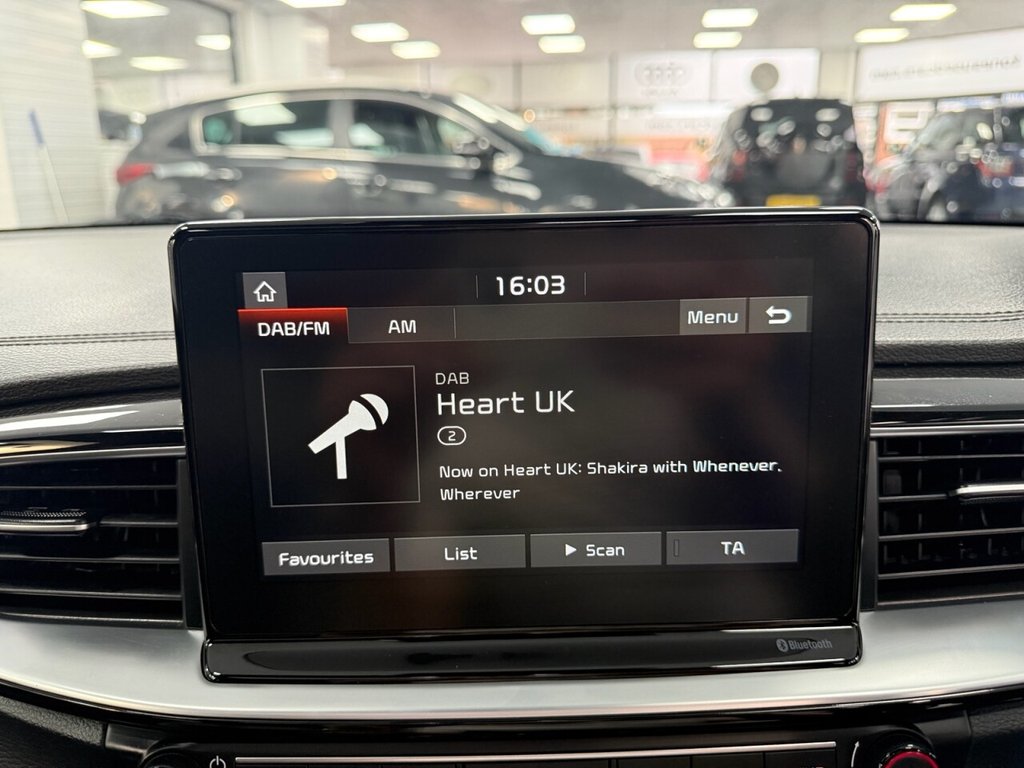 16:03
DAB/FM
AM
Menu
DAB
Heart UK
2
Now on Heart UK: Shakira with Whenever.
Wherever
Favourites
List
Scan
TA
Bluetooth